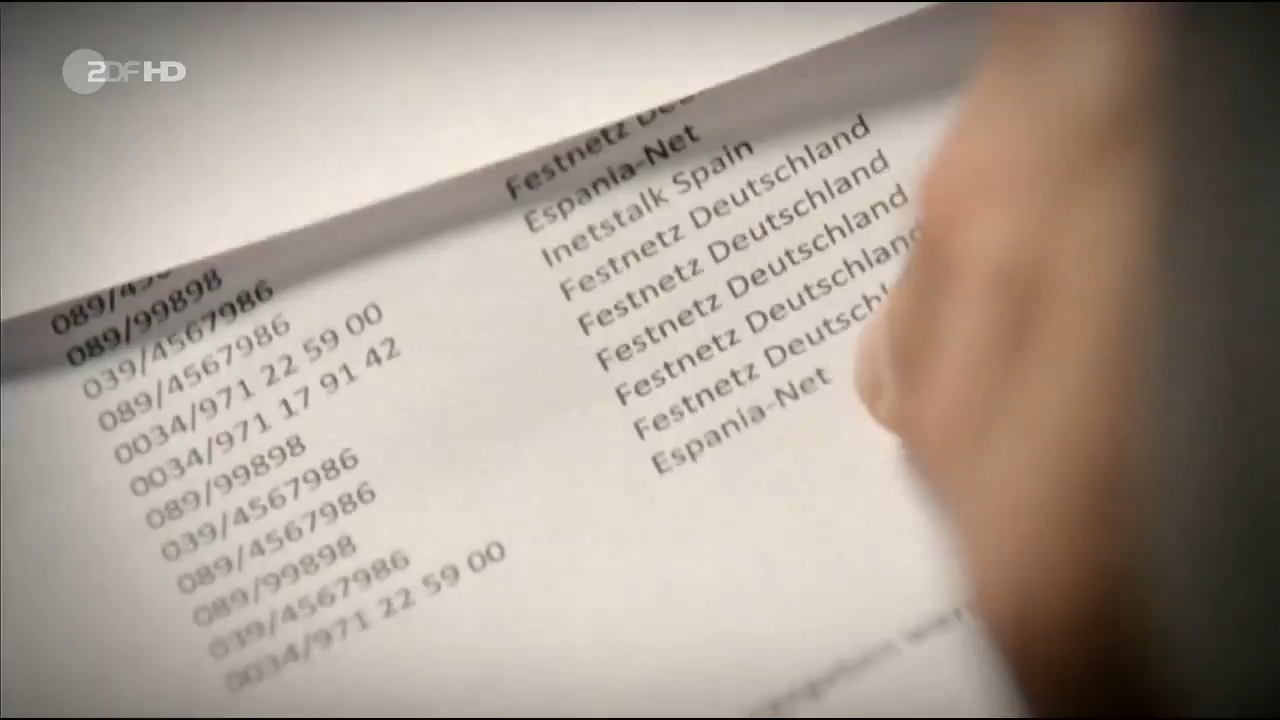 ZDF HD
089/99898
039/4567986
089/4567986
0034/971 22 59 00
0034/971 17 91 42
089/99898
039/4567986
089/4567986
089/99898
039/4567986
0034/971 22 59 00
Festnetz
Espania-Net
Inetstalk Spain
Festnetz Deutschland
Festnetz Deutschland
Festnetz Deutschland
Festnetz Deutschland
Festnetz Deutschl
Espania-Net